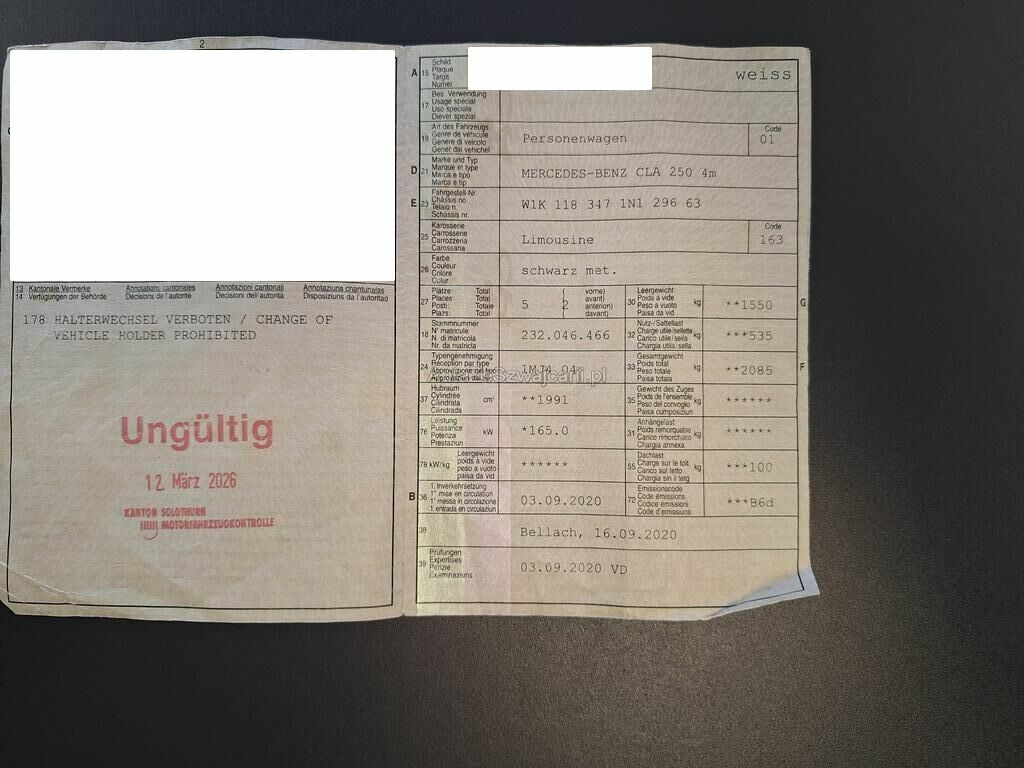 2
13 Kantonale Vermerke Annotations cantonales Annotazioni cantonali Annotaziuns chantunalas
14 Verfügungen der Behörde Décisions de l'autorité Decisioni dell'autorità Disposiziuns da l'autoritad
178 HALTERWECHSEL VERBOTEN / CHANGE OF
VEHICLE HOLDER PROHIBITED
Ungültig
12. März 2026
KANTON SOLOTHURN
MOTORFAHRZEUGKONTROLLE
A 15 Schild
Plaque
Targa
Numer
weiss
17 Bes. Verwendung
Usage spécial
Uso speciale
Diever spezial
19 Art des Fahrzeugs
Genre de véhicule
Genere di veicolo
Gener dal vehichel
Personenwagen
Code
01
D 21 Marke und Typ
Marque et type
Marca e tipo
Marca e tip
MERCEDES-BENZ CLA 250 4m
E 23 Fahrgestell-Nr.
Châssis no
Telaio n.
Schassis nr.
W1K 118 347 1N1 296 63
25 Karosserie
Carrosserie
Carrozzeria
Carossaria
Limousine
Code
163
26 Farbe
Couleur
Colore
Colur
schwarz met.
27 Plätze: Total
Places: Total
Posti: Totale
Plazs: Total
5 2
vorne)
avant)
anteriori)
davant)
30 Leergewicht
Poids à vide
Peso a vuoto
Paisa da vid
kg
**1550
G
18 Stammnummer
N° matricule
N. di matricola
Nr. da matricla
232.046.466
32 Nutz-/Sattellast
Charge utile/sellette
Carico utile/sella
Chargia utila/sella
kg
***535
24 Typengenehmigung
Réception par type
Approvazione del tipo
Approvaziun dal tip
1MJ4 04
33 Gesamtgewicht
Poids total
Peso totale
Paisa totala
**2085
F
37 Hubraum
Cylindrée
Cilindrata
Cilindrada
cm³
**1991
35 Gewicht des Zuges
Poids de l'ensemble
Peso del convoglio
Paisa cumposiziun
kg
******
76 Leistung
Puissance
Potenza
Prestaziun
kW
*165.0
31 Anhängelast
Poids remorquable
Carico rimorchiato
Chargia annexa
kg
******
78 kW/kg Leergewicht
poids à vide
peso a vuoto
paisa da vid
******
55 Dachlast
Charge sur le toit
Carico sul tetto
Chargia sin il tetg
kg
***100
B 36 1. Inverkehrsetzung
1re mise en circulation
1a messa in circolazione
1. entrada en circulaziun
03.09.2020
72 Emissionscode
Code émissions
Codice emissioni
Code d'emissiuns
***B6d
38
Bellach, 16.09.2020
39 Prüfungen
Expertises
Perizie
Examinaziuns
03.09.2020 VD